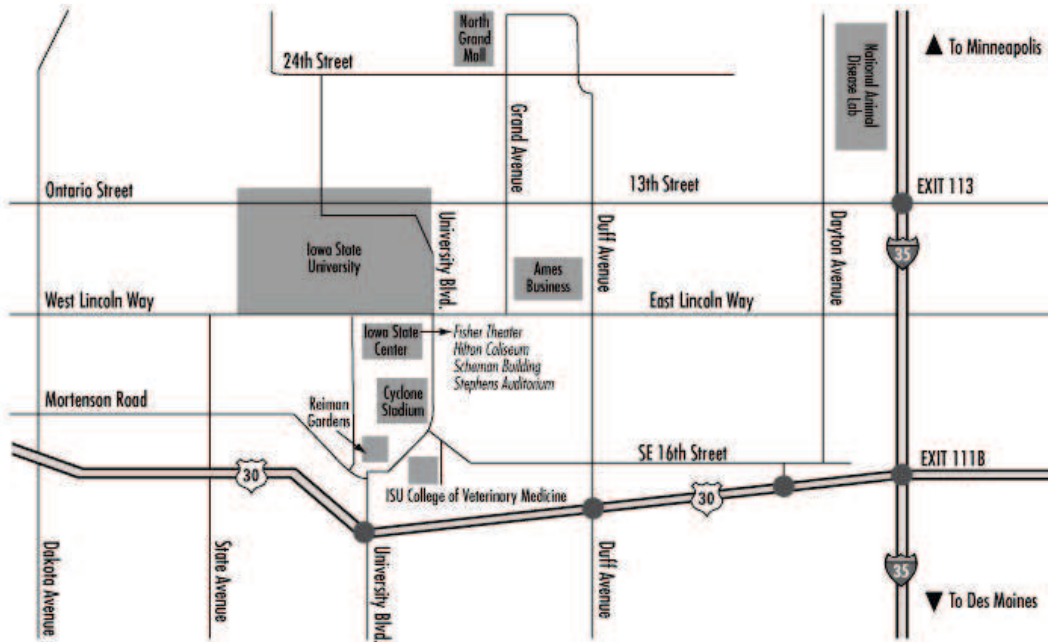 North
Grand
Mall
24th Street
▲ To Minneapolis
National Animal
Disease Lab
Grand Avenue
Ontario Street
13th Street
EXIT 113
University Blvd.
Duff Avenue
Dayton Avenue
Iowa State
University
35
Ames
Business
West Lincoln Way
East Lincoln Way
Iowa State
Center
Fisher Theater
Hilton Coliseum
Scheman Building
Stephens Auditorium
Mortenson Road
Reiman
Gardens
Cyclone
Stadium
SE 16th Street
EXIT 111B
30
ISU College of Veterinary Medicine
30
Dakota Avenue
State Avenue
University Blvd.
Duff Avenue
35
▼ To Des Moines